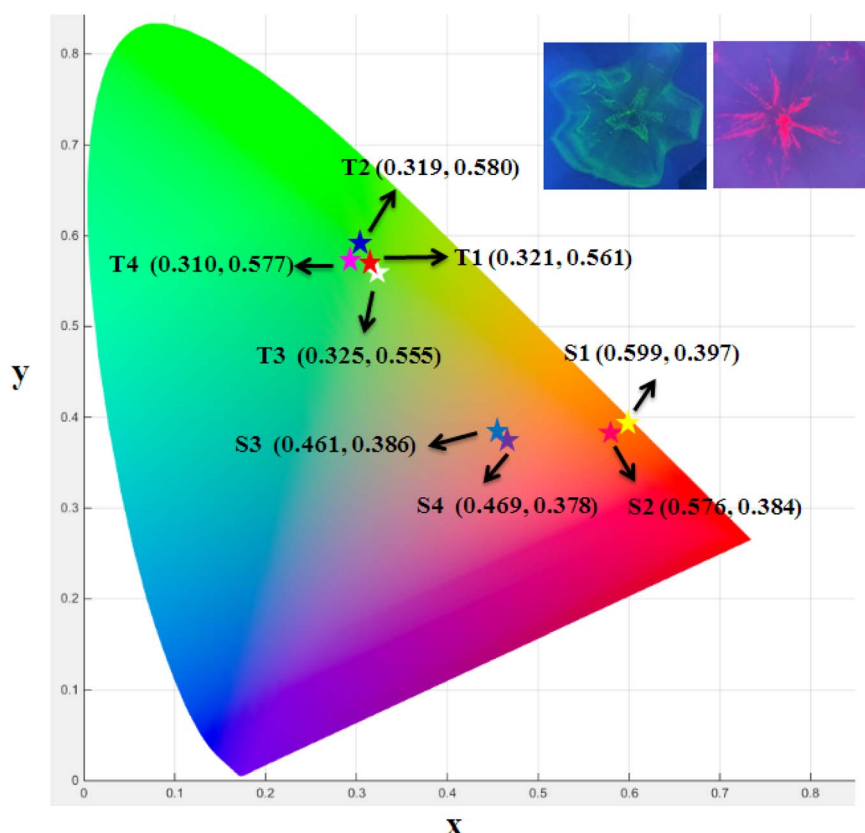 0.8
0.7
T2 (0.319, 0.580)
0.6
T4 (0.310, 0.577)
T1 (0.321, 0.561)
0.5
T3 (0.325, 0.555)
S1 (0.599, 0.397)
y
0.4
S3 (0.461, 0.386)
S4 (0.469, 0.378)
S2 (0.576, 0.384)
0.3
0.2
0.1
0
0 0.1 0.2 0.3 0.4 0.5 0.6 0.7 0.8
x